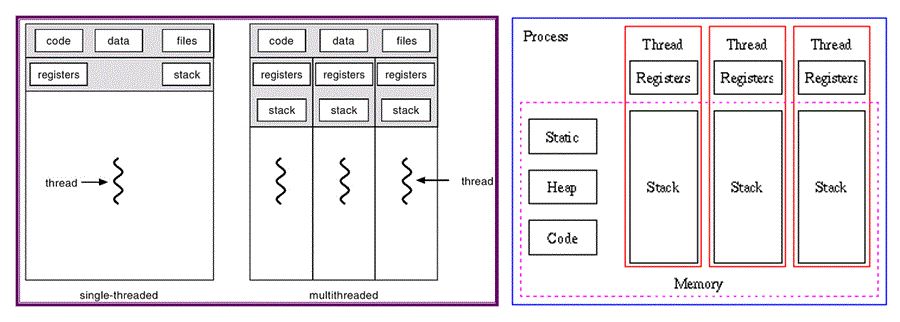 code data files
registers stack
thread
single-threaded
code data files
registers registers registers
stack stack stack
thread
multithreaded
Process
Thread Thread Thread
Registers Registers Registers
Static
Heap
Code
Stack Stack Stack
Memory